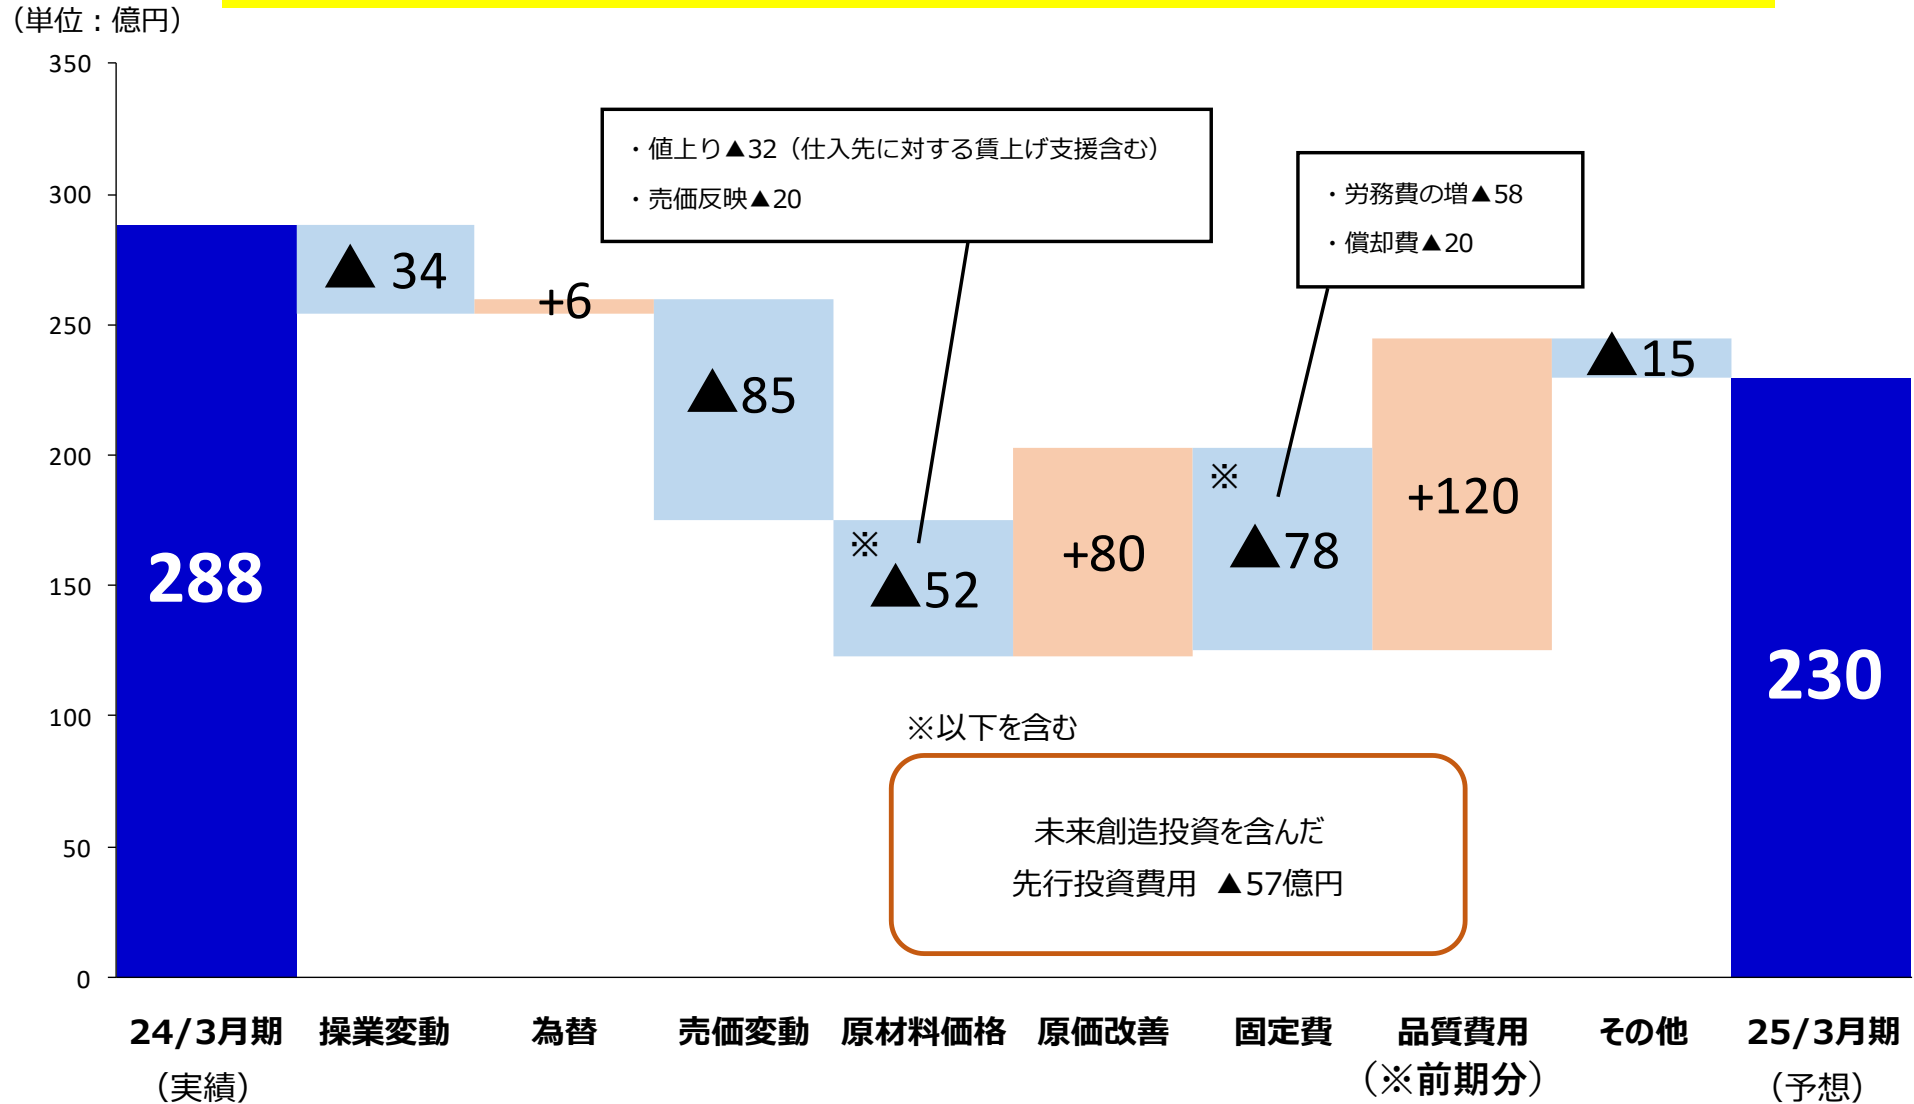 （単位：億円）
350
300
250
200
150
100
50
0
・値上り▲32（仕入先に対する賃上げ支援含む）
・売価反映▲20
・労務費の増▲58
・償却費▲20
288
▲ 34
+6
▲85
※
▲52
+80
※
▲78
+120
▲15
230
※以下を含む
未来創造投資を含んだ
先行投資費用 ▲57億円
24/3月期 操業変動 為替 売価変動 原材料価格 原価改善 固定費 品質費用 その他 25/3月期
（実績） （※前期分） （予想）